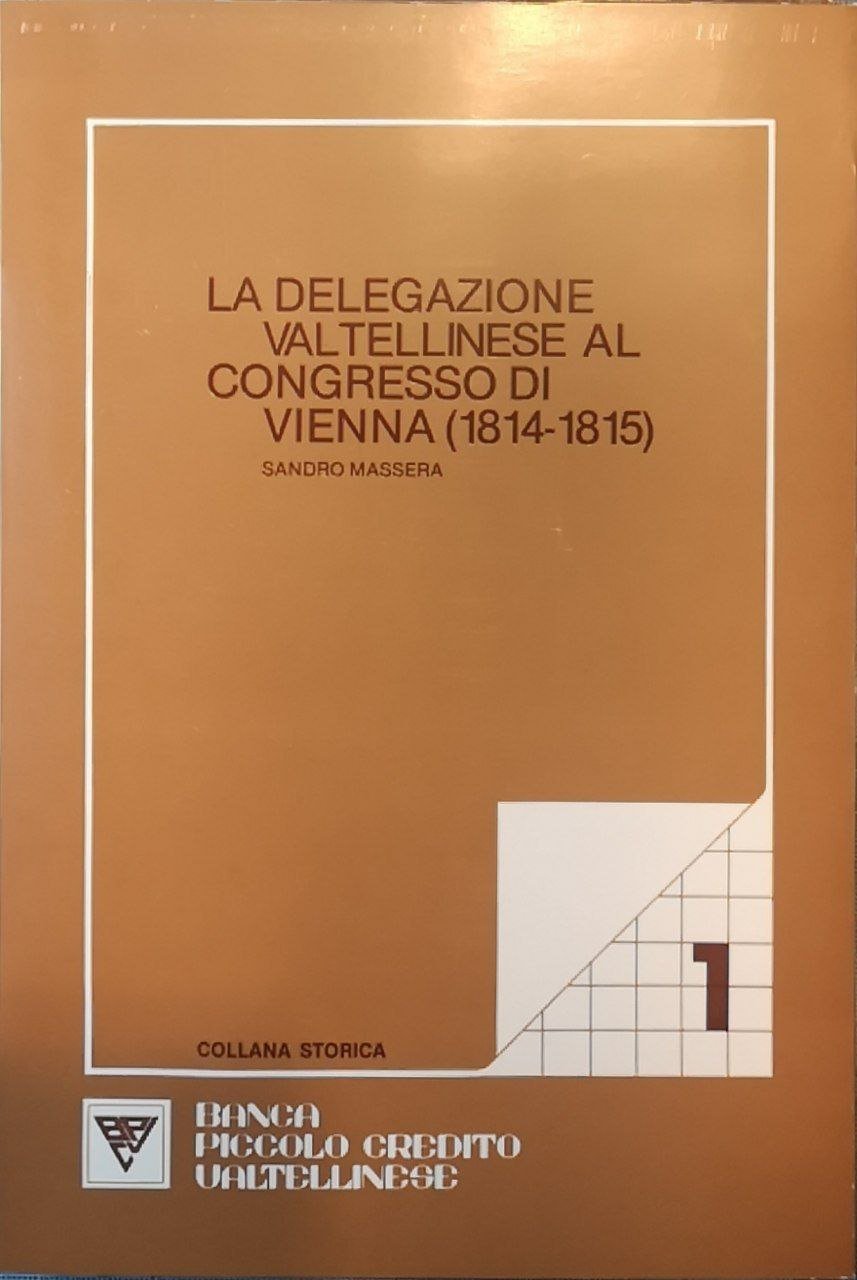 LA DELEGAZIONE
VALTELLINESE AL
CONGRESSO DI
VIENNA (1814-1815)
SANDRO MASSERA
1
COLLANA STORICA
BANCA
PICCOLO CREDITO
VALTELLINESE